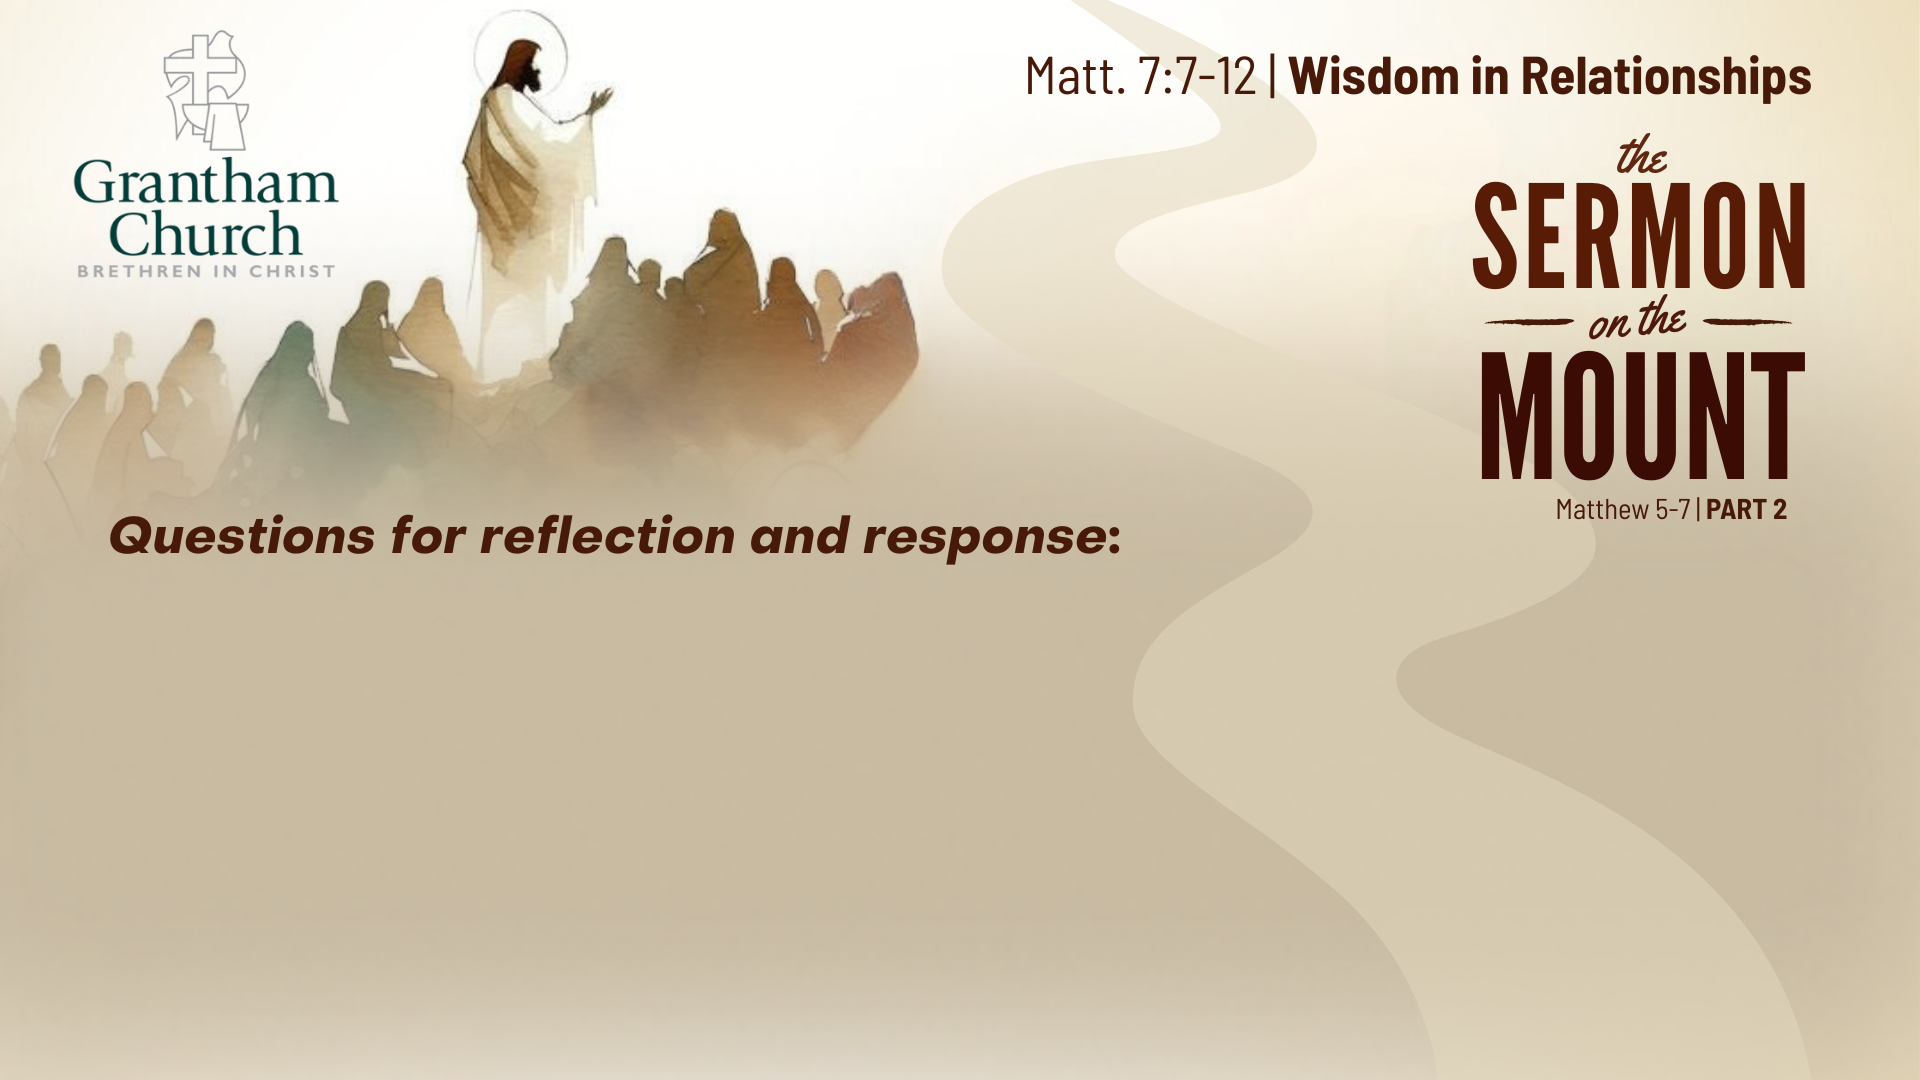 Grantham
Church
BRETHREN IN CHRIST
Matt. 7:7-12 | Wisdom in Relationships
the
SERMON
on the
MOUNT
Matthew 5-7 | PART 2
Questions for reflection and response: